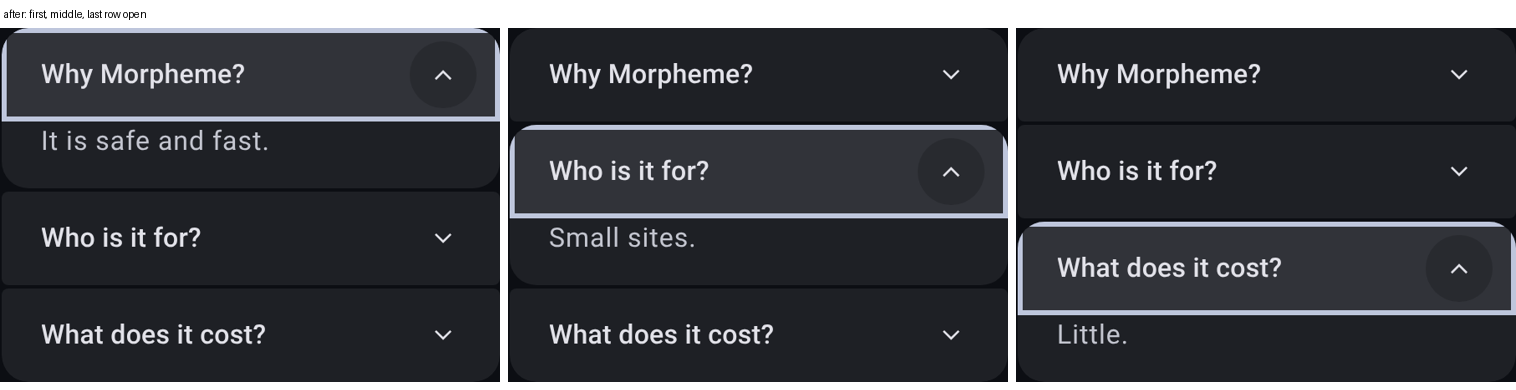 after: first, middle, last row open
Why Morpheme?
It is safe and fast.
Who is it for?
What does it cost?
Why Morpheme?
Who is it for?
Small sites.
What does it cost?
Why Morpheme?
Who is it for?
What does it cost?
Little.